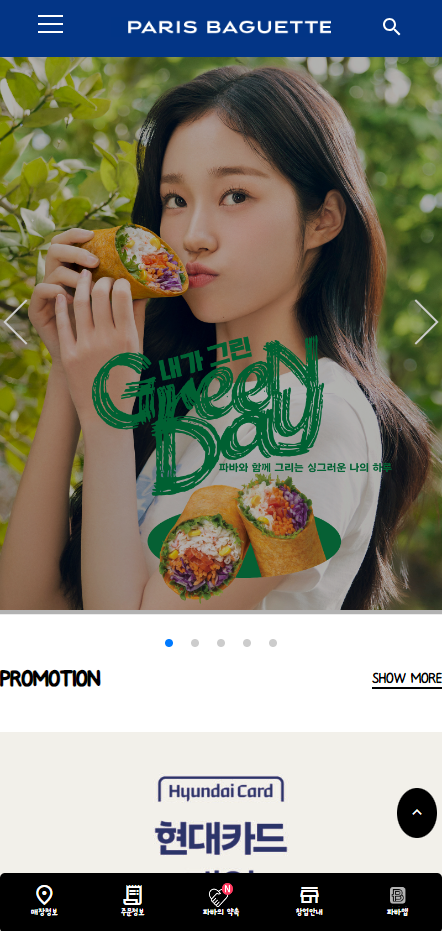 PARIS BAGUETTE
내가 그린
GReeN
Day
파바와 함께 그리는 싱그러운 나의 하루
PROMOTION
SHOW MORE
Hyundai Card
현대카드
N
매장정보 주문정보 파바의 약속 창업안내 파바앱